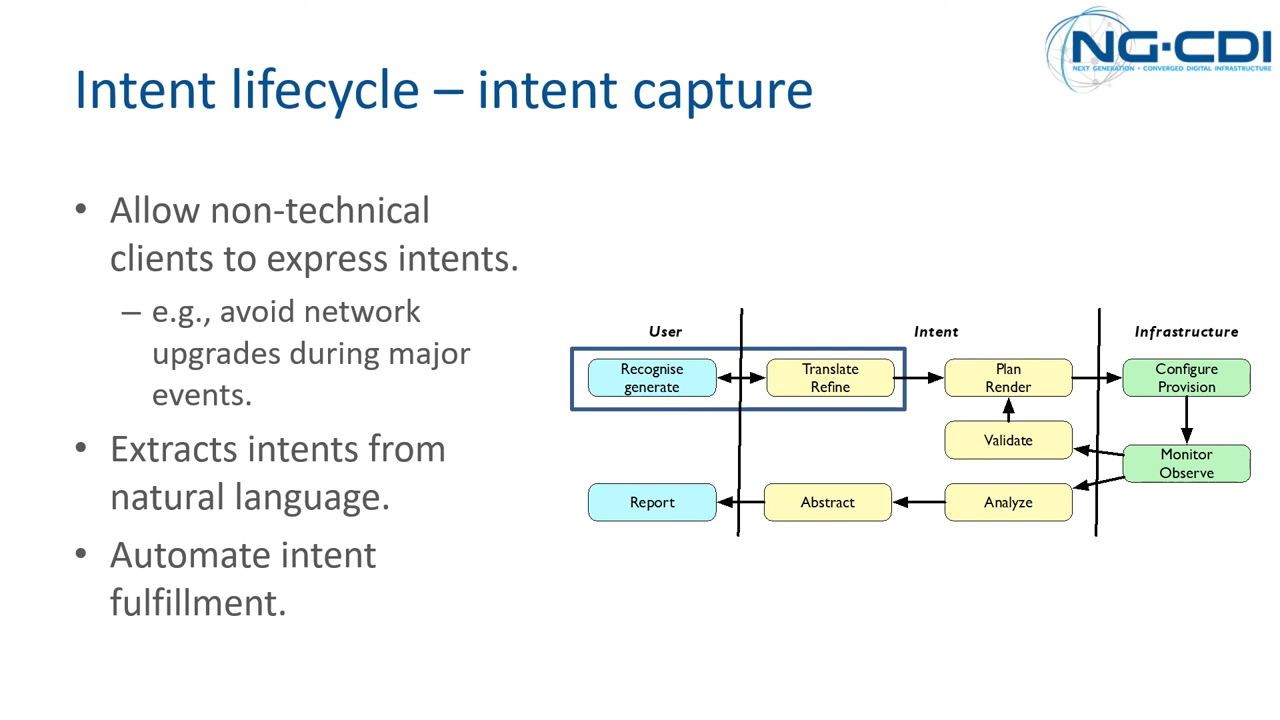 NG-CDI
NEXT GENERATION • CONVERGED DIGITAL INFRASTRUCTURE
Intent lifecycle – intent capture
• Allow non-technical
clients to express intents.
– e.g., avoid network
upgrades during major
events.
• Extracts intents from
natural language.
• Automate intent
fulfillment.
User
Intent
Infrastructure
Recognise
generate
Translate
Refine
Plan
Render
Configure
Provision
Validate
Monitor
Observe
Report
Abstract
Analyze